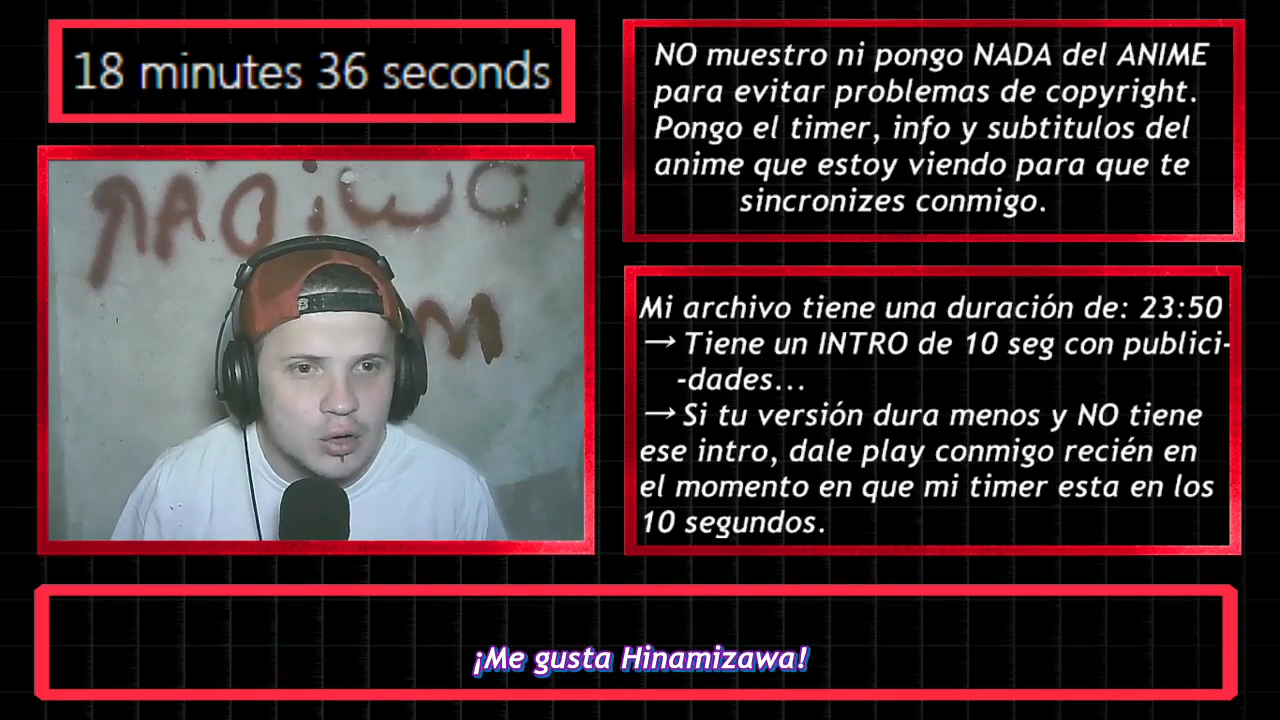 18 minutes 36 seconds
NO muestro ni pongo NADA del ANIME
para evitar problemas de copyright.
Pongo el timer, info y subtitulos del
anime que estoy viendo para que te
sincronizes conmigo.
Mi archivo tiene una duración de: 23:50
→ Tiene un INTRO de 10 seg con publici-
-dades...
→ Si tu versión dura menos y NO tiene
ese intro, dale play conmigo recién en
el momento en que mi timer esta en los
10 segundos.
¡Me gusta Hinamizawa!